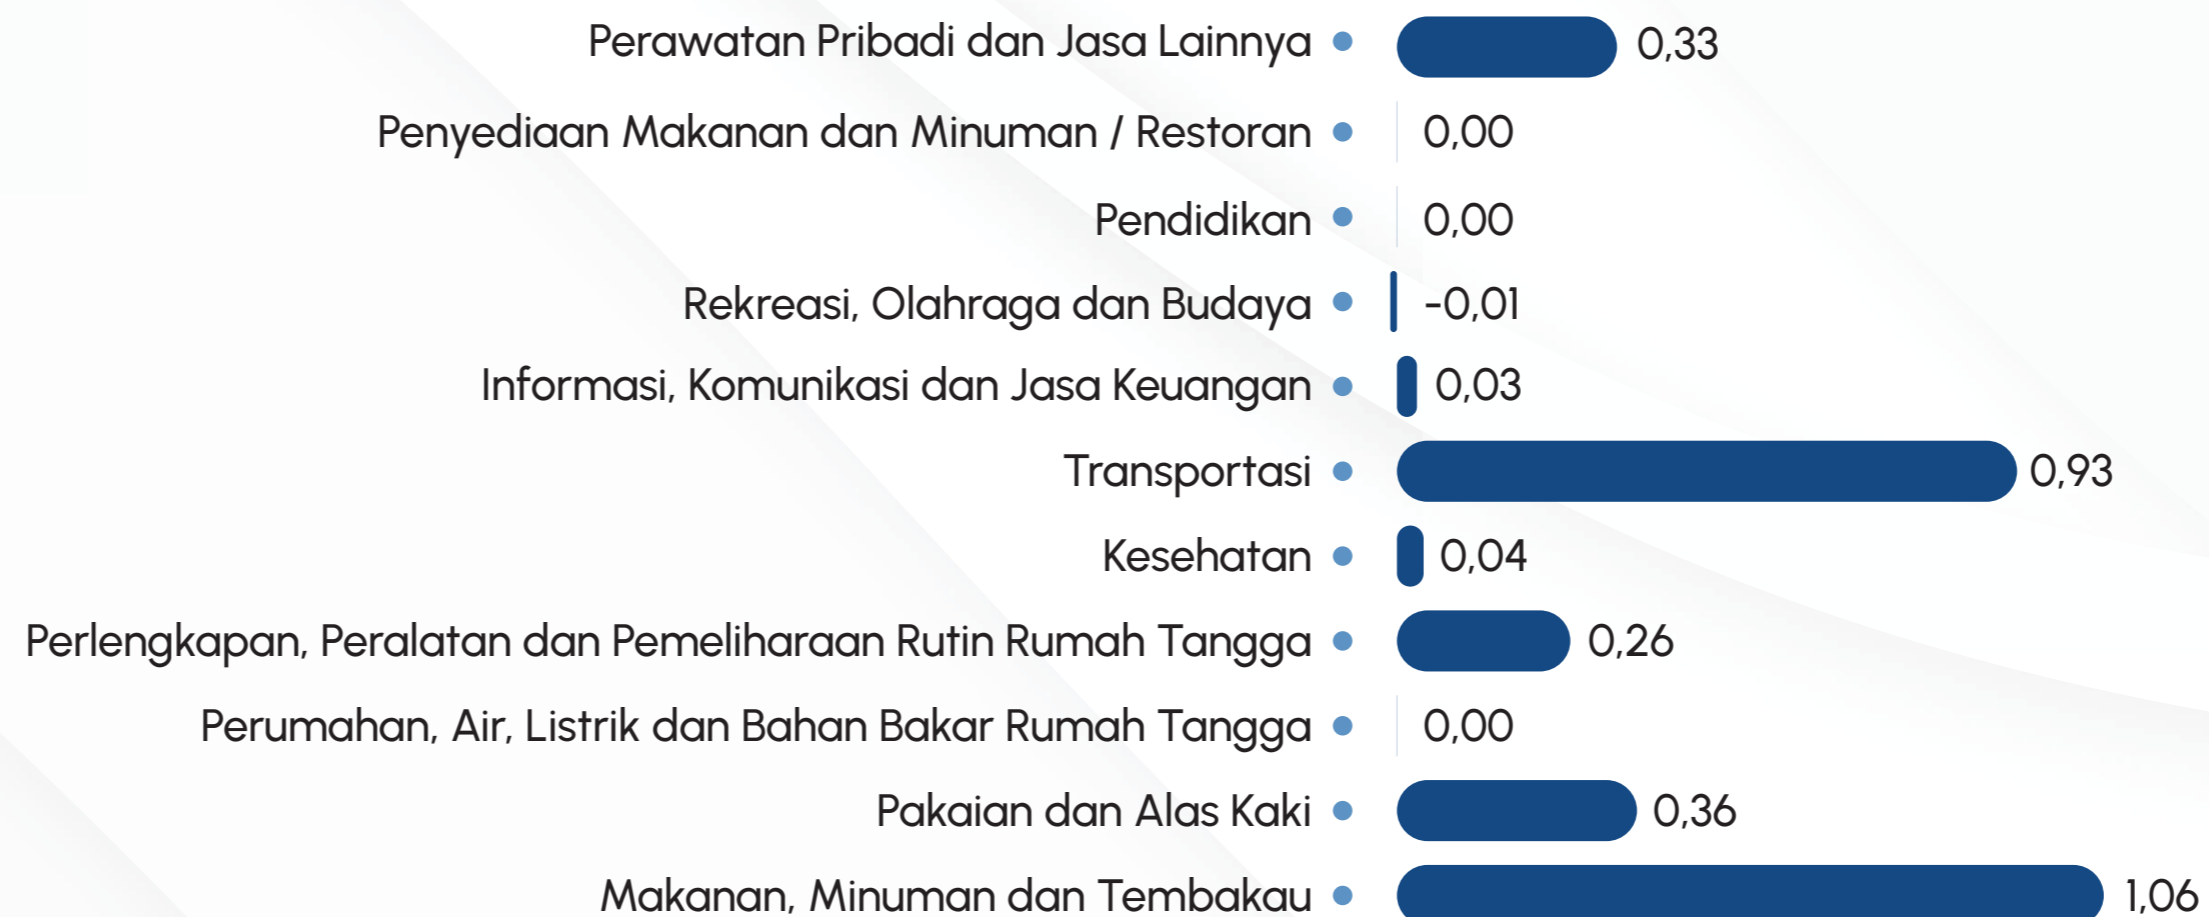 Perawatan Pribadi dan Jasa Lainnya 0,33
Penyediaan Makanan dan Minuman / Restoran 0,00
Pendidikan 0,00
Rekreasi, Olahraga dan Budaya -0,01
Informasi, Komunikasi dan Jasa Keuangan 0,03
Transportasi 0,93
Kesehatan 0,04
Perlengkapan, Peralatan dan Pemeliharaan Rutin Rumah Tangga 0,26
Perumahan, Air, Listrik dan Bahan Bakar Rumah Tangga 0,00
Pakaian dan Alas Kaki 0,36
Makanan, Minuman dan Tembakau 1,06